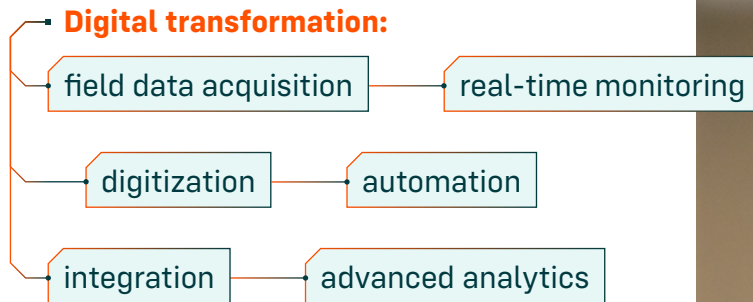 Digital transformation:
field data acquisition real-time monitoring
digitization automation
integration advanced analytics